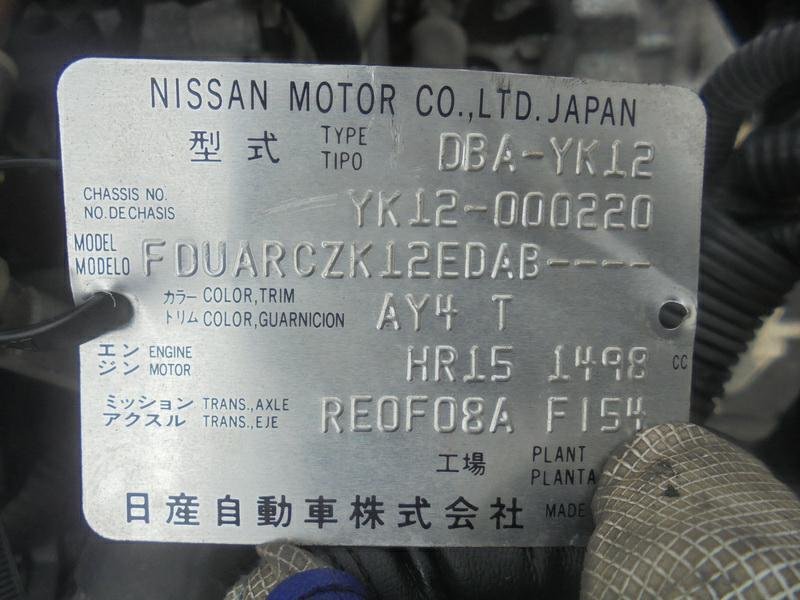 NISSAN MOTOR CO.,LTD. JAPAN
型式 TYPE TIPO DBA-YK12
CHASSIS NO. NO. DE CHASIS YK12-000220
MODEL MODELO FDUARCZK12EDAB----
カラー COLOR,TRIM
トリム COLOR,GUARNICION AY4 T
エンジン ENGINE MOTOR HR15 1498 CC
ミッション TRANS.,AXLE
アクスル TRANS.,EJE RE0F08A F154
工場 PLANT PLANTA
日産自動車株式会社 MADE